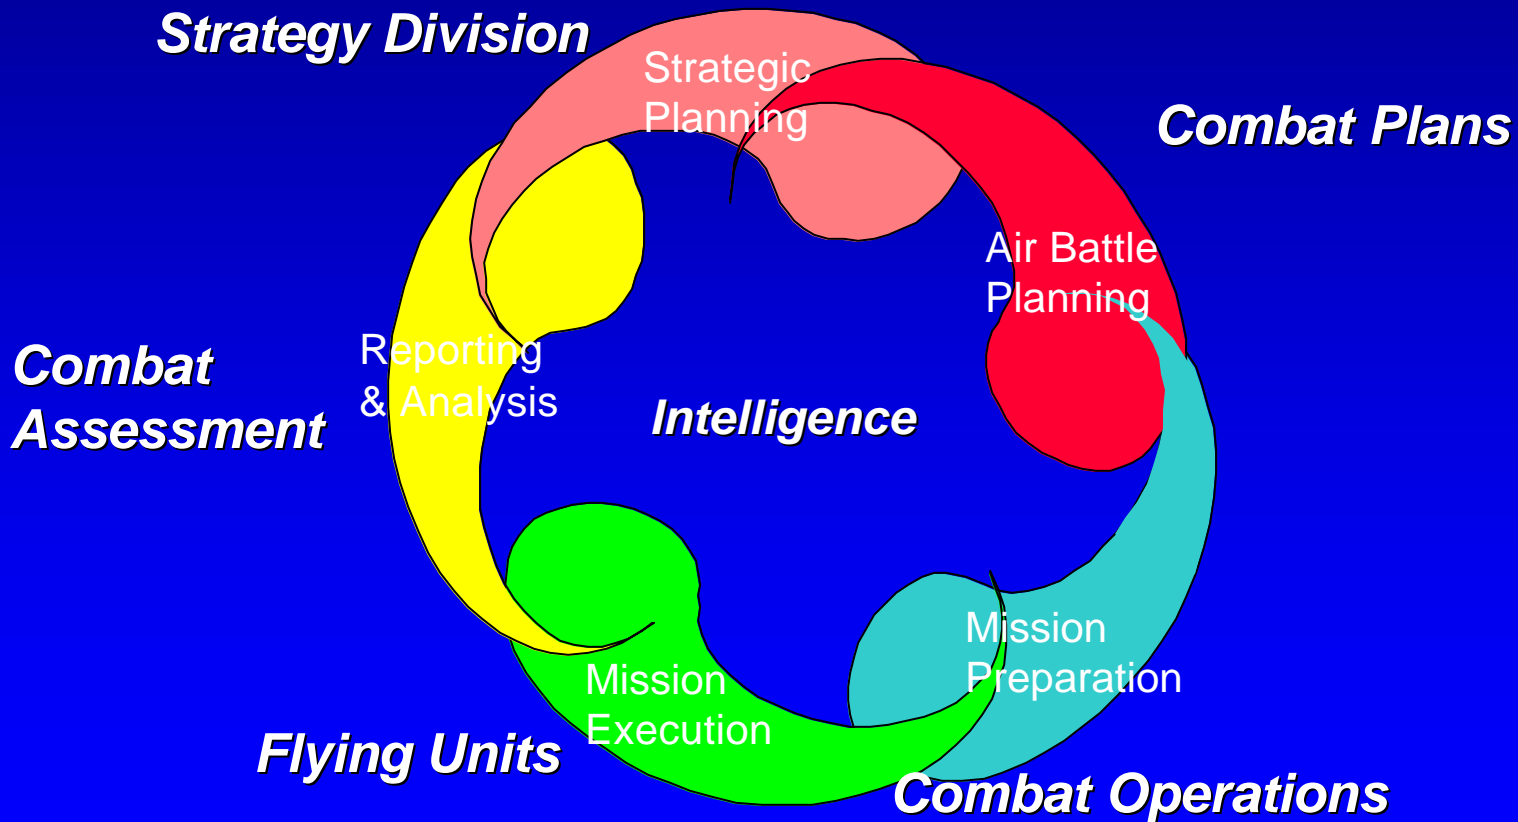 Strategy Division
Strategic
Planning
Combat Plans
Air Battle
Planning
Reporting
& Analysis
Combat
Assessment
Intelligence
Mission
Preparation
Mission
Execution
Flying Units
Combat Operations